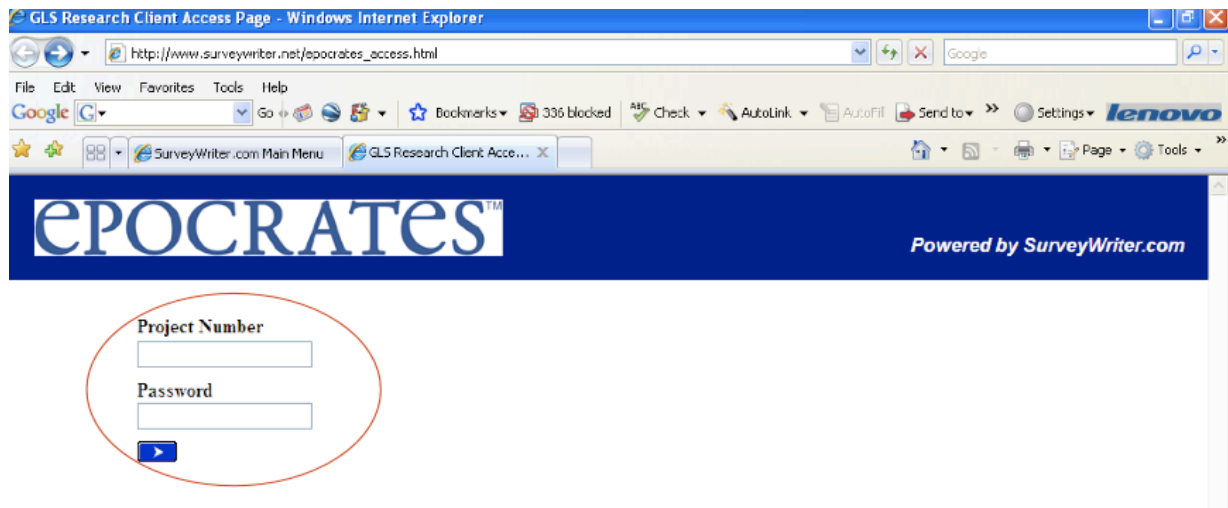 GLS Research Client Access Page - Windows Internet Explorer
http://www.surveywriter.net/epocrates_access.html
Google
File Edit View Favorites Tools Help
Google G Go Bookmarks 336 blocked ABC Check AutoLink AutoFill Send to >> Settings lenovo
SurveyWriter.com Main Menu GLS Research Client Acce... X Page Tools >>
epocrates™
Powered by SurveyWriter.com
Project Number
Password